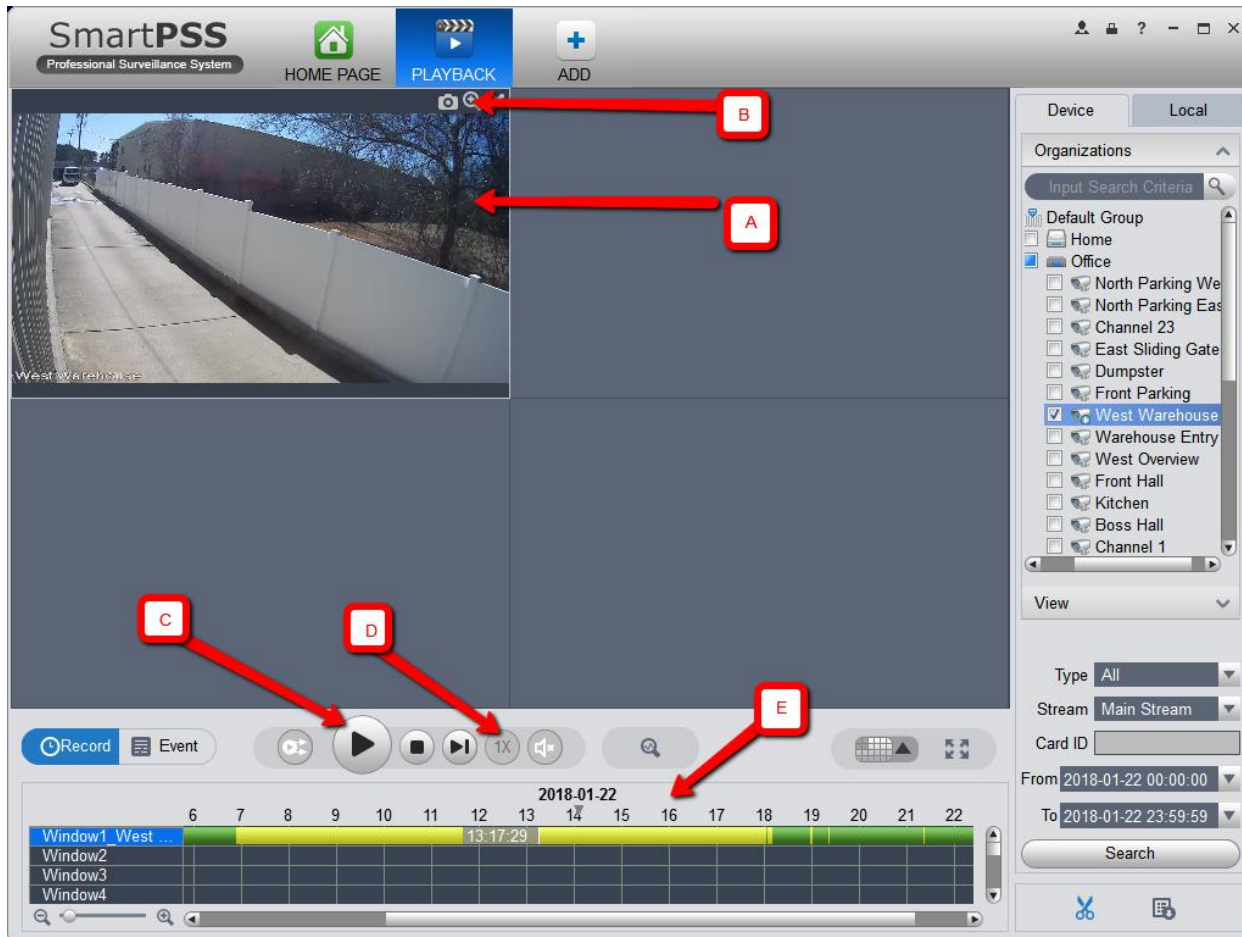 SmartPSS
Professional Surveillance System
HOME PAGE
PLAYBACK
ADD
?
B
A
West Warehouse
C
D
E
Device
Local
Organizations
Input Search Criteria
Default Group
Home
Office
North Parking We
North Parking Eas
Channel 23
East Sliding Gate
Dumpster
Front Parking
West Warehouse
Warehouse Entry
West Overview
Front Hall
Kitchen
Boss Hall
Channel 1
View
Type All
Stream Main Stream
Card ID
From 2018-01-22 00:00:00
To 2018-01-22 23:59:59
Search
Record
Event
1X
2018-01-22
6 7 8 9 10 11 12 13 14 15 16 17 18 19 20 21 22
Window1_West ...
13:17:29
Window2
Window3
Window4